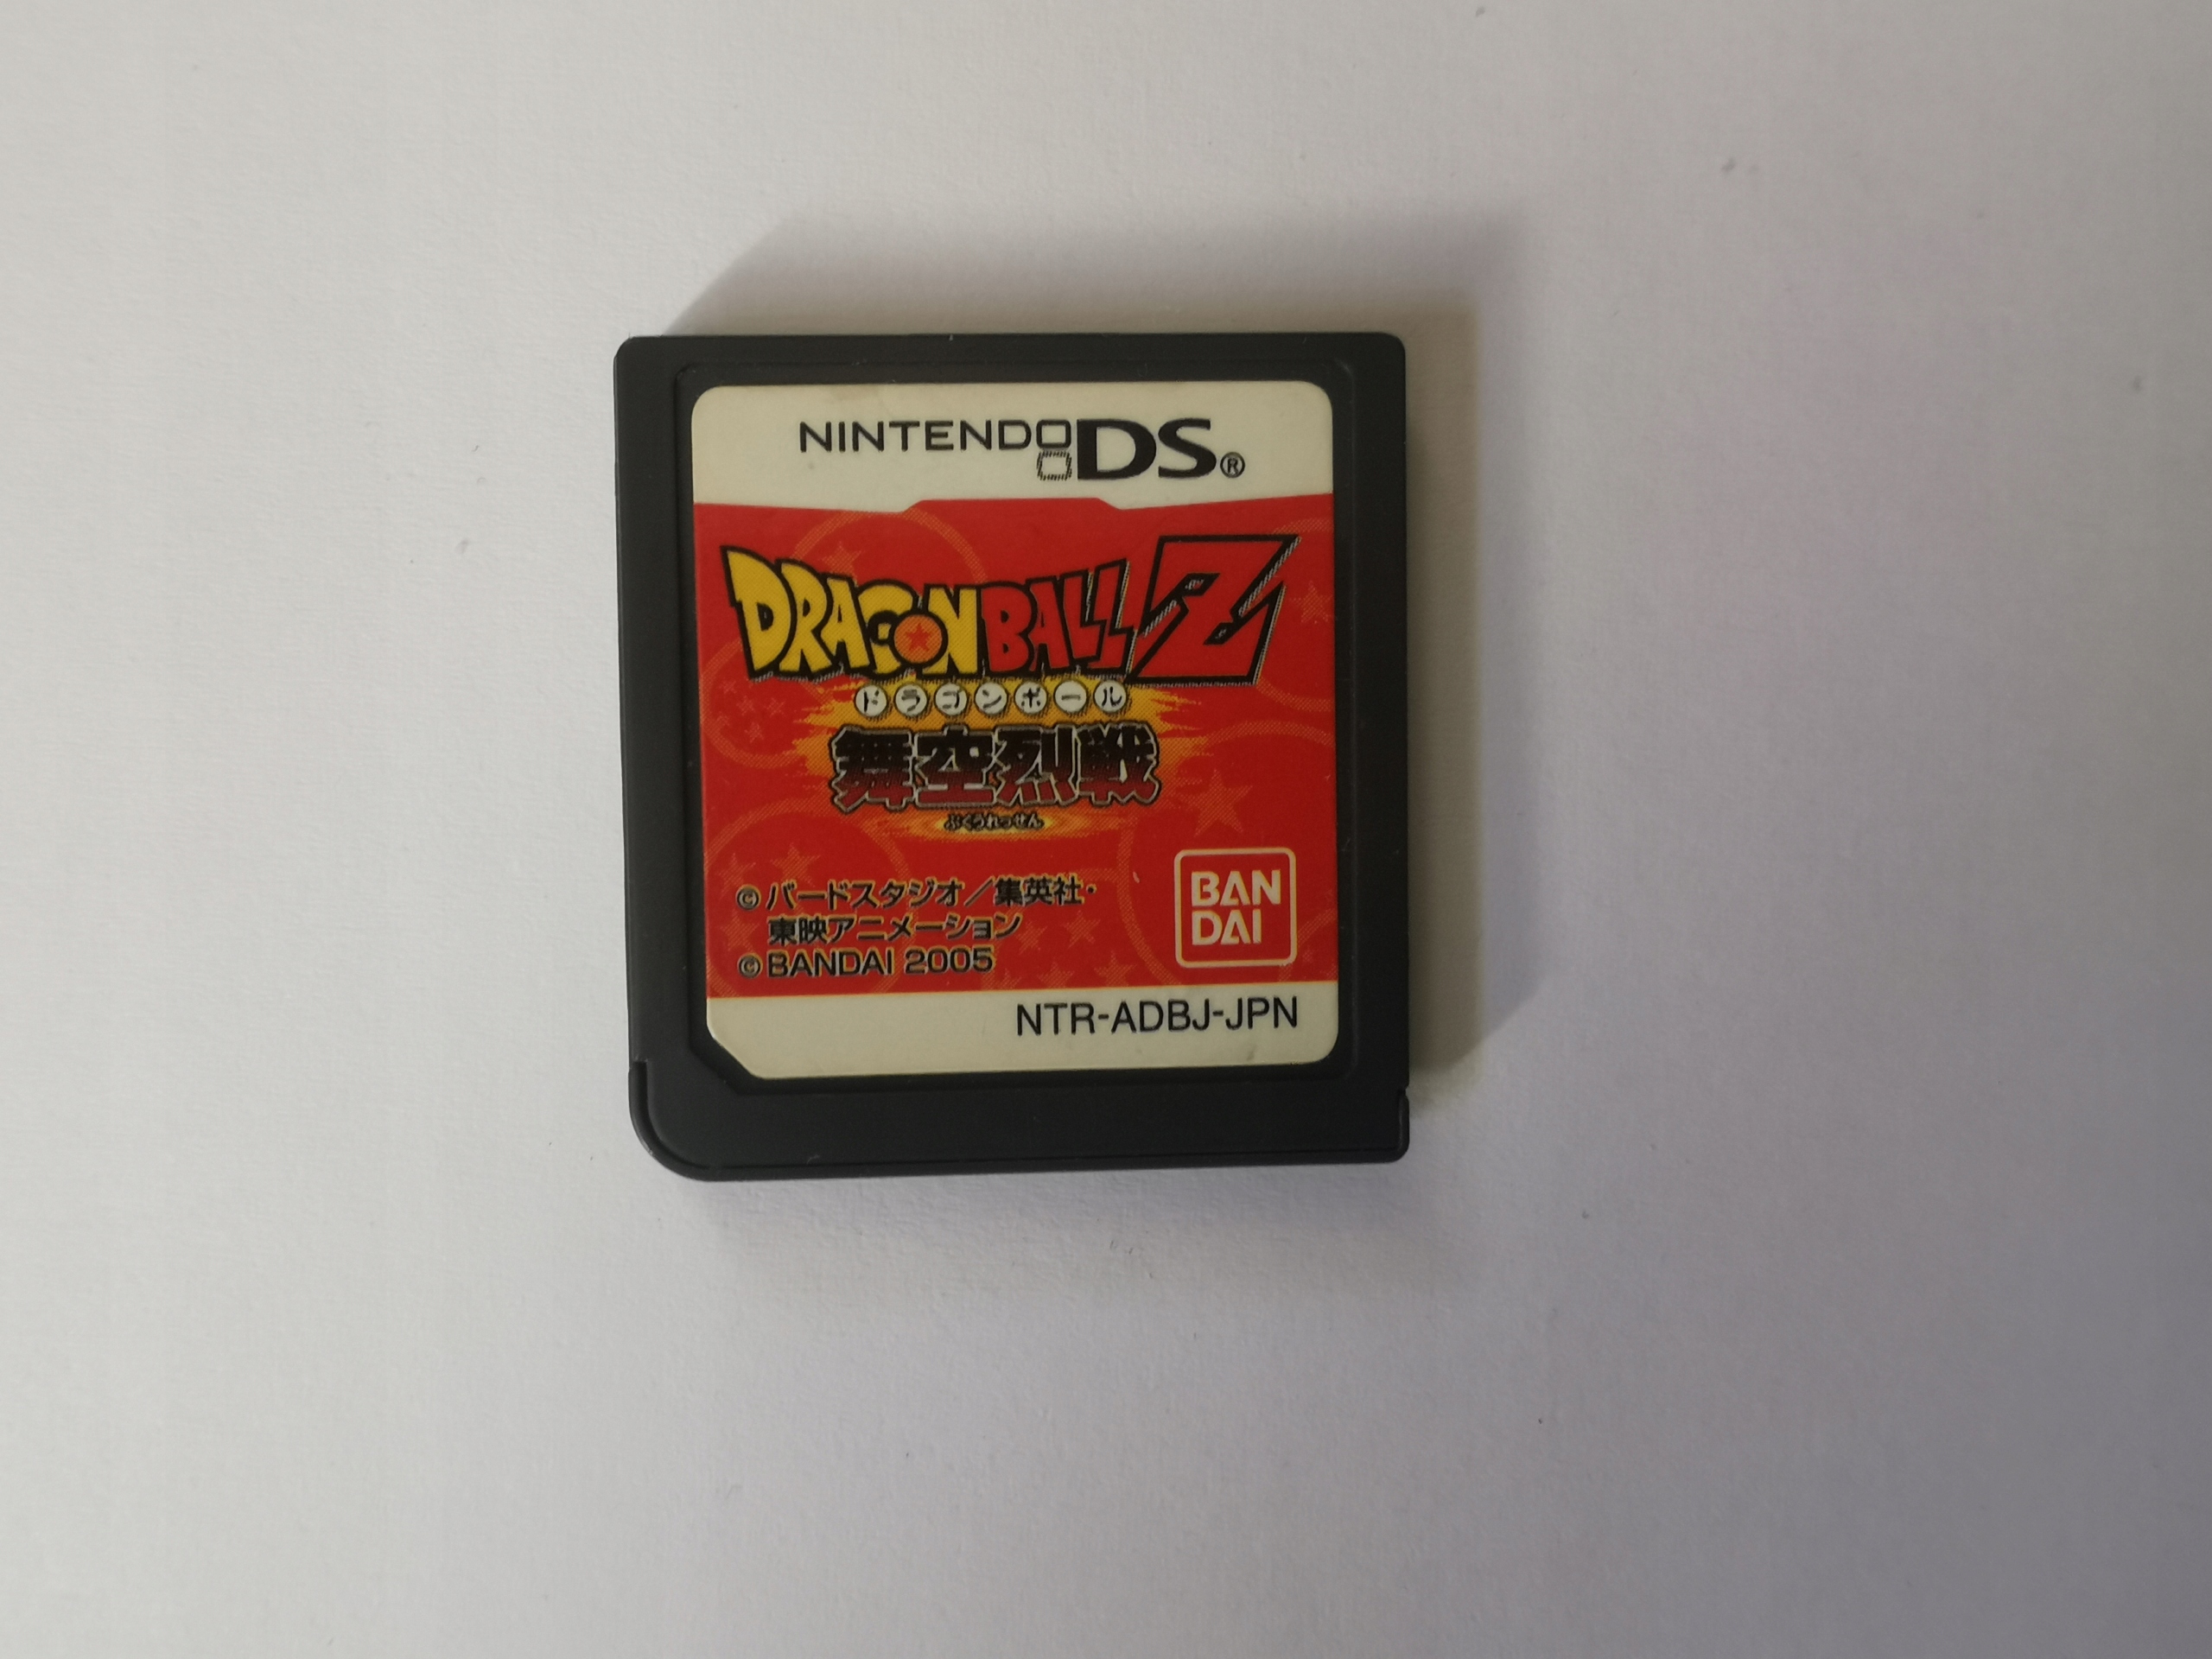 NINTENDO DS®
DRAGON BALL Z
ドラゴンボール
舞空烈戦
ぶくうれっせん
©バードスタジオ／集英社・
東映アニメーション
©BANDAI 2005
BAN
DAI
NTR-ADBJ-JPN